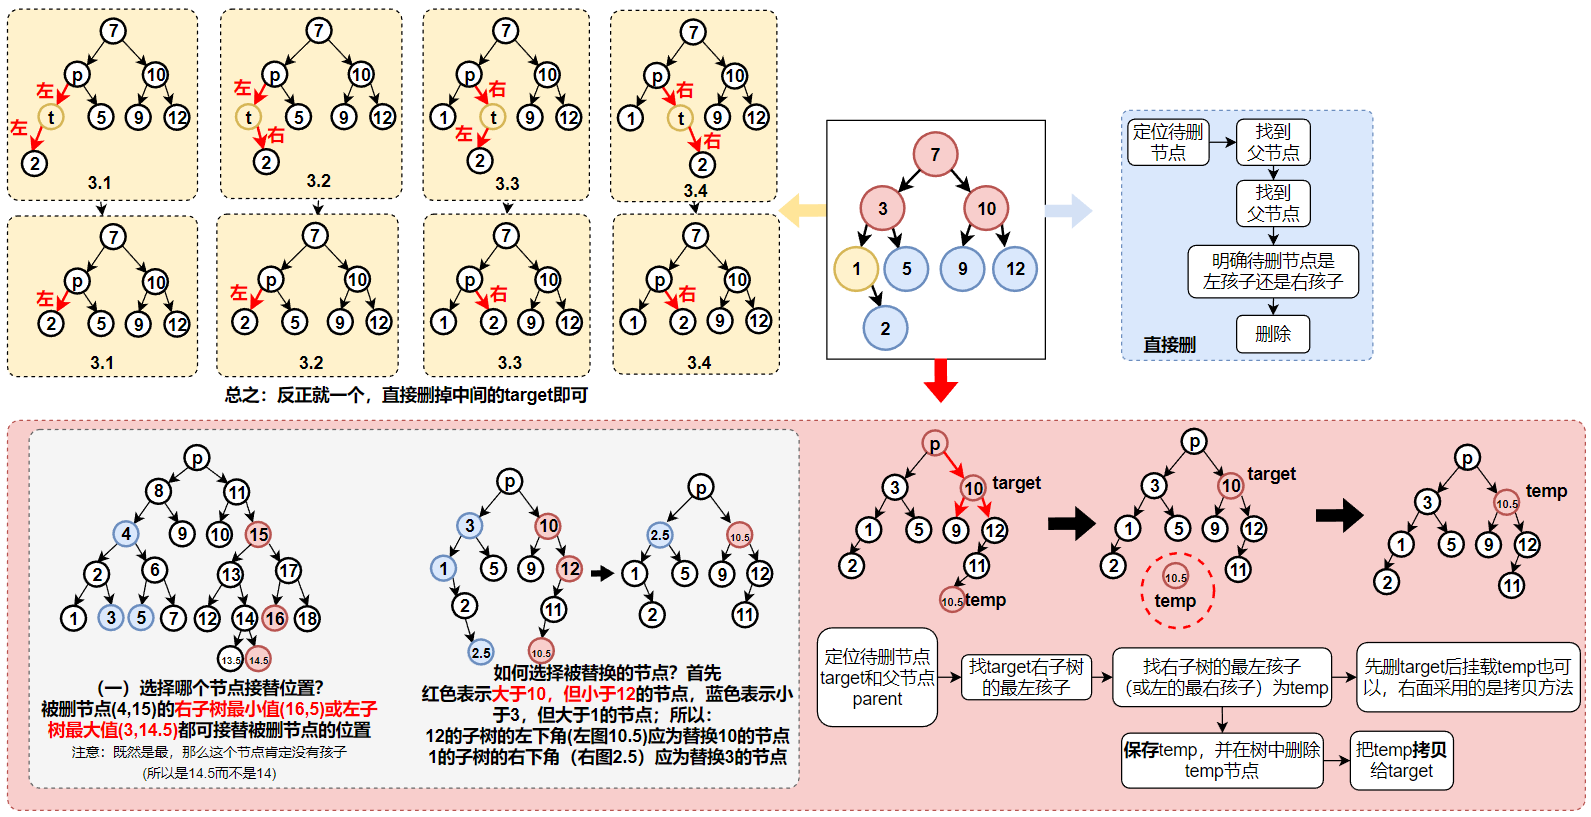 7
p
10
左
t
5
9
12
左
2
3.1
7
p
10
左
t
5
9
12
右
2
3.2
7
p
10
右
1
t
9
12
左
2
3.3
7
p
10
右
1
t
9
12
右
2
3.4
7
p
10
左
2
5
9
12
3.1
7
p
10
左
2
5
9
12
3.2
7
p
10
右
1
2
9
12
3.3
7
p
10
右
1
2
9
12
3.4
总之：反正就一个，直接删掉中间的target即可
7
3
10
1
5
9
12
2
定位待删
节点
找到
父节点
找到
父节点
明确待删节点是
左孩子还是右孩子
删除
直接删
p
8
11
4
9
10
15
2
6
13
17
1
3
5
7
12
14
16
18
13.5
14.5
（一）选择哪个节点接替位置？
被删节点(4,15)的右子树最小值(16,5)或左子
树最大值(3,14.5)都可接替被删节点的位置
注意：既然是最，那么这个节点肯定没有孩子
(所以是14.5而不是14)
p
3
10
1
5
9
12
2
11
2.5
10.5
p
2.5
10.5
1
5
9
12
2
11
如何选择被替换的节点？首先
红色表示大于10，但小于12的节点，蓝色表示小
于3，但大于1的节点；所以：
12的子树的左下角(左图10.5)应为替换10的节点
1的子树的右下角（右图2.5）应为替换3的节点
p
3
10
target
1
5
9
12
2
11
10.5
temp
p
3
10
target
1
5
9
12
2
11
10.5
temp
p
3
10.5
temp
1
5
9
12
2
11
定位待删节点
target和父节点
parent
找target右子树
的最左孩子
找右子树的最左孩子
（或左的最右孩子）为temp
先删target后挂载temp也可
以，右面采用的是拷贝方法
保存temp，并在树中删除
temp节点
把temp拷贝
给target